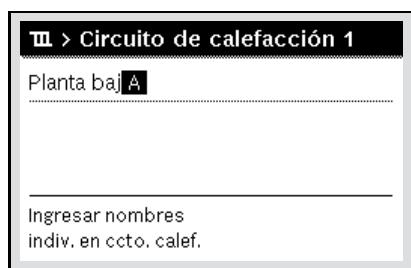 > Circuito de calefacción 1
Planta bajA
Ingresar nombres
indiv. en ccto. calef.